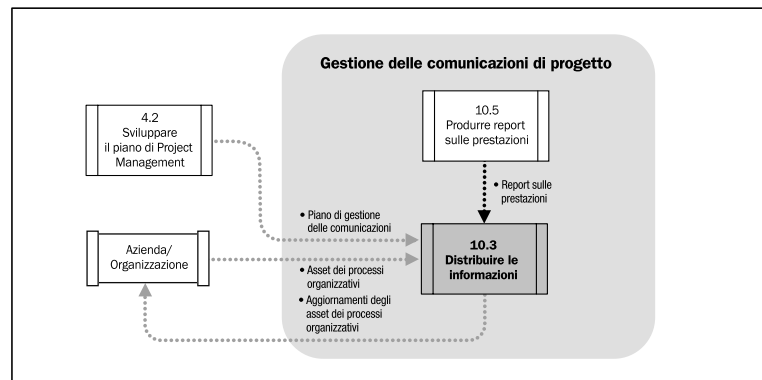 Gestione delle comunicazioni di progetto
4.2
Sviluppare
il piano di Project
Management
10.5
Produrre report
sulle prestazioni
• Report sulle
prestazioni
• Piano di gestione
delle comunicazioni
Azienda/
Organizzazione
10.3
Distribuire le
informazioni
• Asset dei processi
organizzativi
• Aggiornamenti degli
asset dei processi
organizzativi